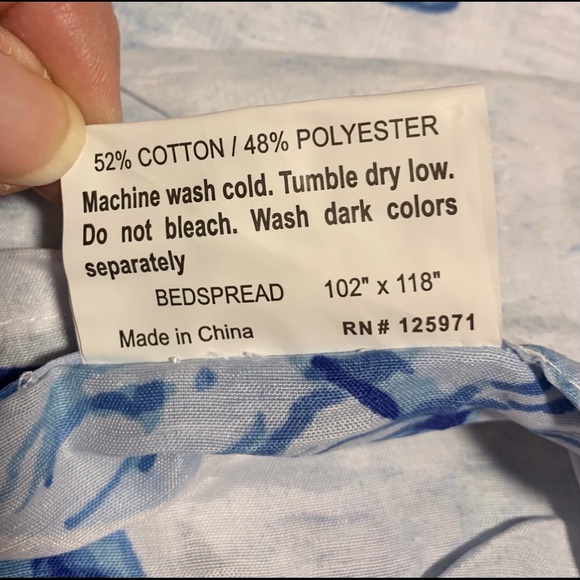 52% COTTON / 48% POLYESTER
Machine wash cold. Tumble dry low.
Do not bleach. Wash dark colors
separately
BEDSPREAD 102" x 118"
Made in China RN # 125971